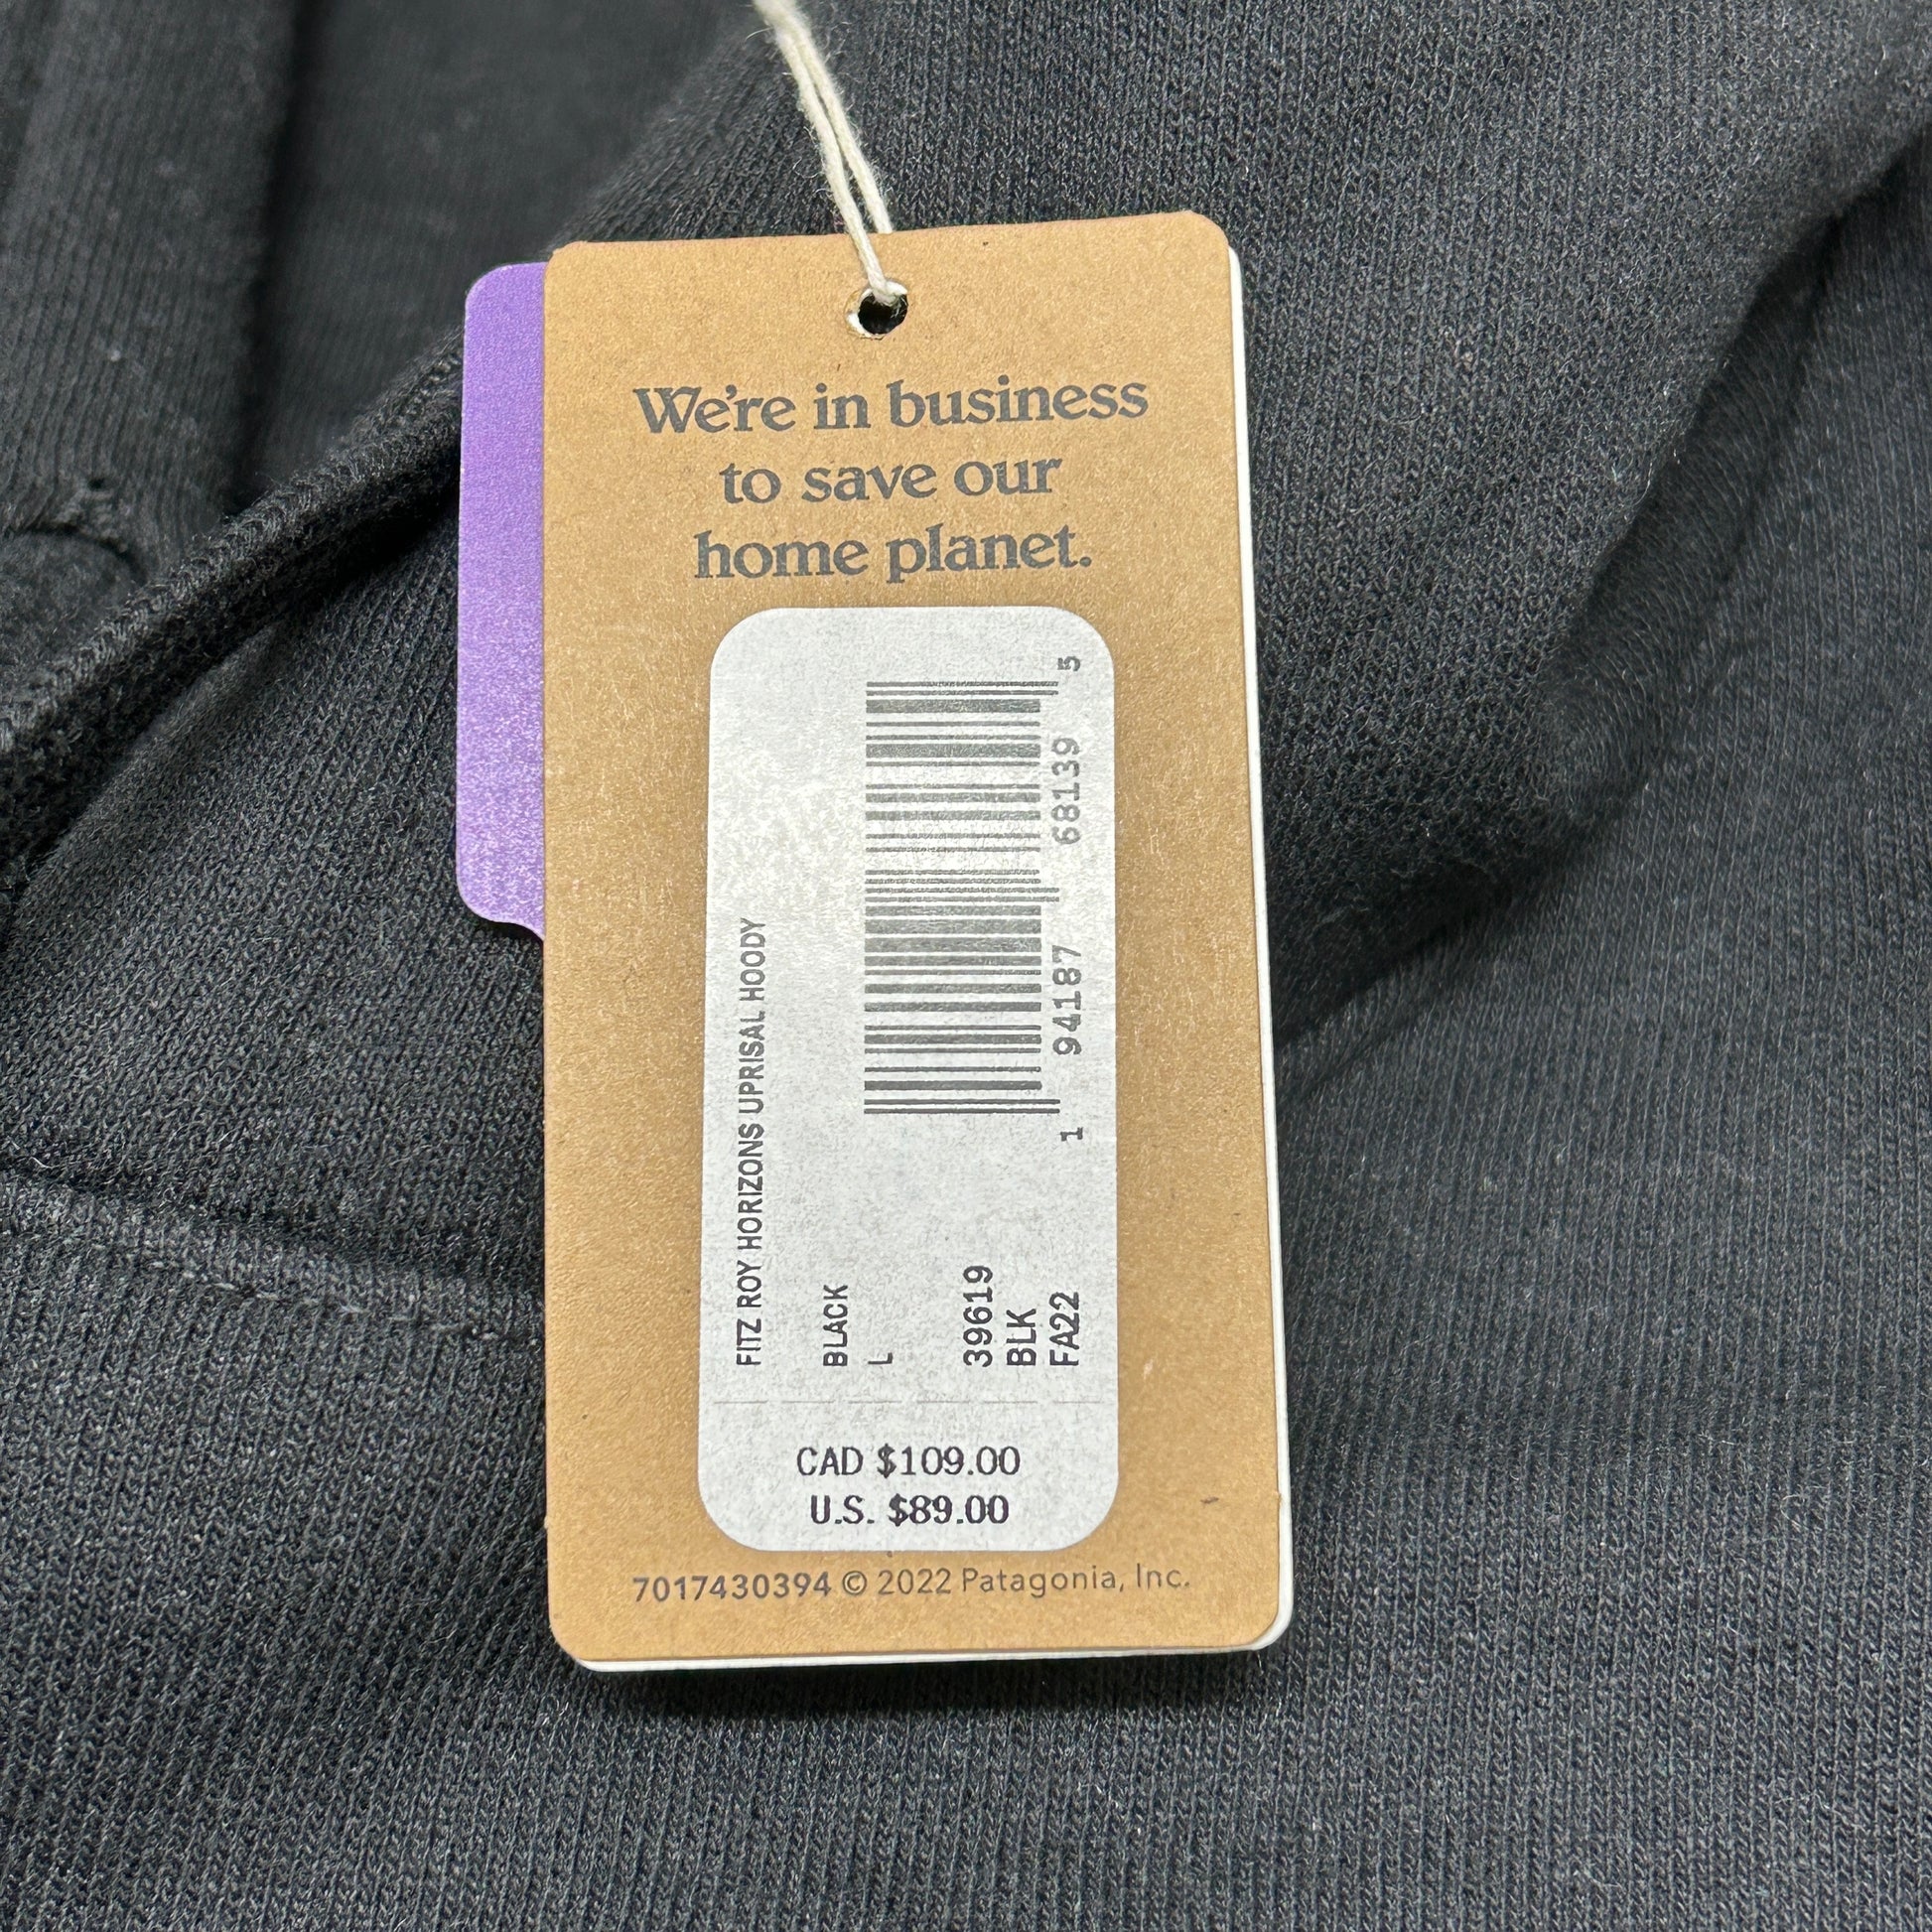 We're in business
to save our
home planet.
FITZ ROY HORIZONS UPRISAL HOODY
BLACK
L
39619
BLK
FA22
1 94187 68139 5
CAD $109.00
U.S. $89.00
7017430394 © 2022 Patagonia, Inc.